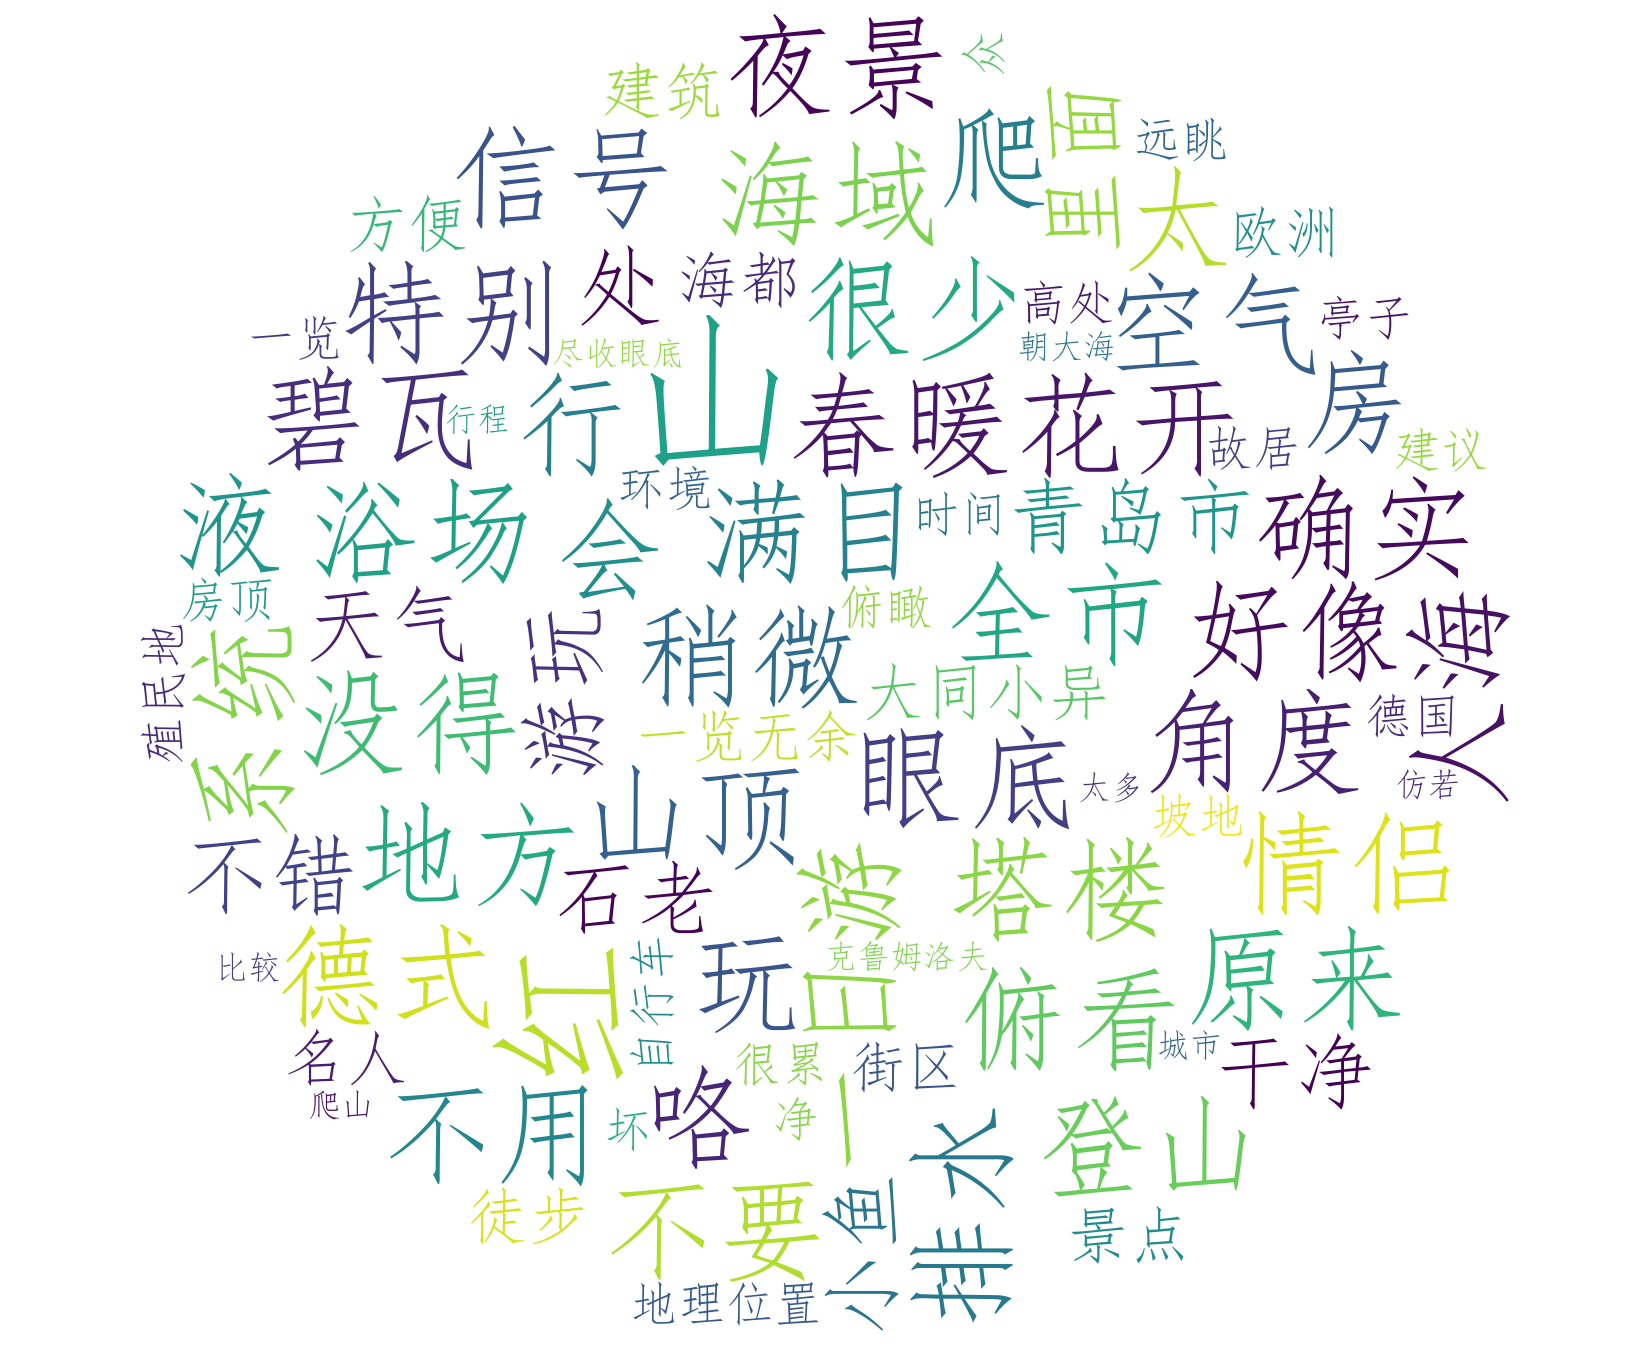 夜景
众
建筑
爬
里面
远眺
信号
海域
太
欧洲
方便
处
海都
很少
高处
空气
亭子
特别
一览
尽收眼底
山
朝大海
房
碧瓦
行程
行
春暖花开
故居
建议
环境
液
浴场
会
满目
时间
青岛市
确实
房顶
天气
游玩
稍微
俯瞰
全市
好像
人海
殖民地
系统
没得
大同小异
一览无余
角度
德国
眼底
太多
仿若
山顶
坡地
地方
不错
石老
一日游
塔楼
情侣
比较
德式
红
自行车
玩
克鲁姆洛夫
俯看
原来
城市
名人
很累
街区
干净
爬山
不用
坏
咯
净
登山
排水
徒步
不要
小鱼
景点
地理位置